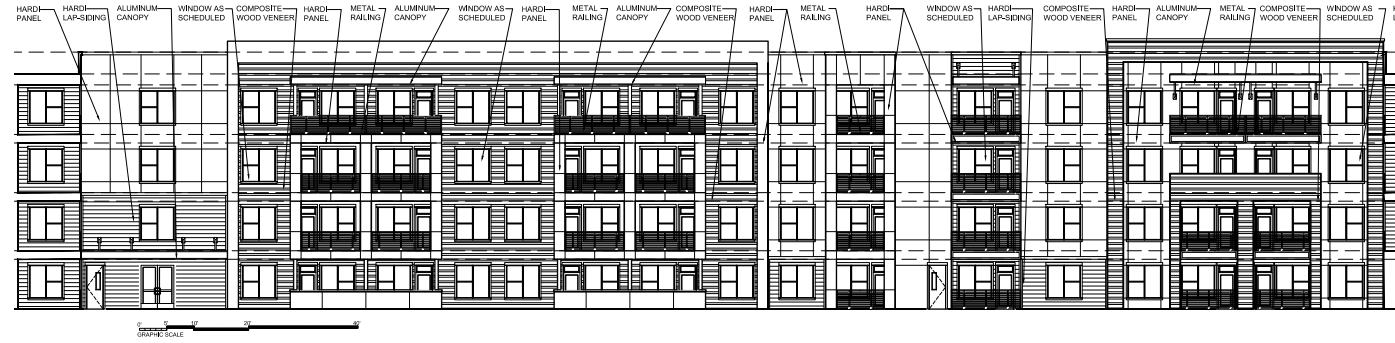 HARDI
PANEL
HARDI
LAP-SIDING
ALUMINUM
CANOPY
WINDOW AS
SCHEDULED
COMPOSITE
WOOD VENEER
HARDI
PANEL
METAL
RAILING
ALUMINUM
CANOPY
WINDOW AS
SCHEDULED
HARDI
PANEL
METAL
RAILING
ALUMINUM
CANOPY
COMPOSITE
WOOD VENEER
HARDI
PANEL
METAL
RAILING
HARDI
PANEL
WINDOW AS
SCHEDULED
HARDI
LAP-SIDING
COMPOSITE
WOOD VENEER
HARDI
PANEL
ALUMINUM
CANOPY
METAL
RAILING
COMPOSITE
WOOD VENEER
WINDOW AS
SCHEDULED
0' 5' 10' 20' 40'
GRAPHIC SCALE